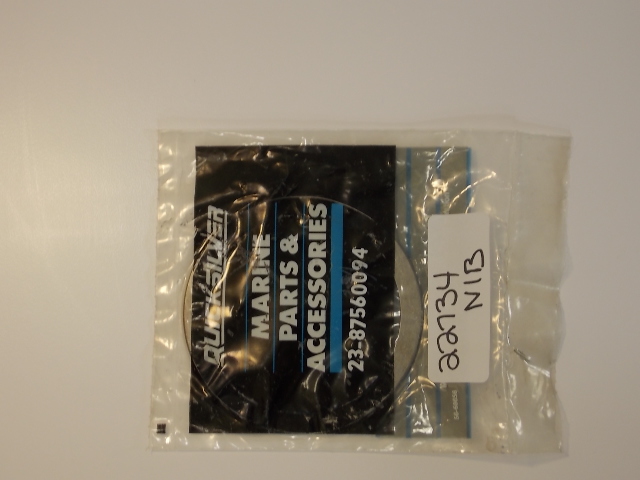 QUICKSILVER
MARINE
PARTS &
ACCESSORIES
23-87560094
22734
NIB